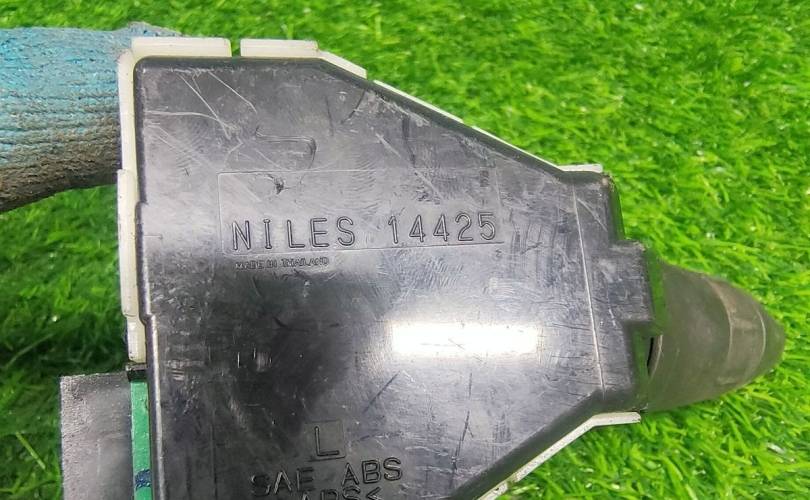 NILES 14425
MADE IN THAILAND
L
SAE ABS